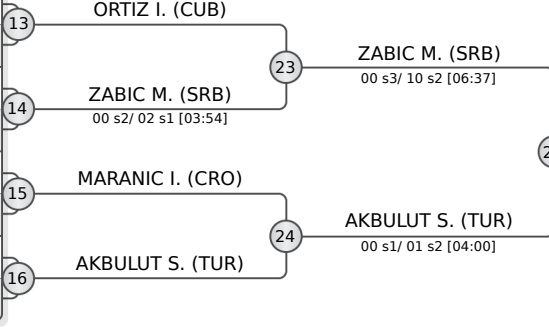 ORTIZ I. (CUB)
13
23
ZABIC M. (SRB)
00 s3/ 10 s2 [06:37]
ZABIC M. (SRB)
14
00 s2/ 02 s1 [03:54]
MARANIC I. (CRO)
15
24
AKBULUT S. (TUR)
00 s1/ 01 s2 [04:00]
AKBULUT S. (TUR)
16